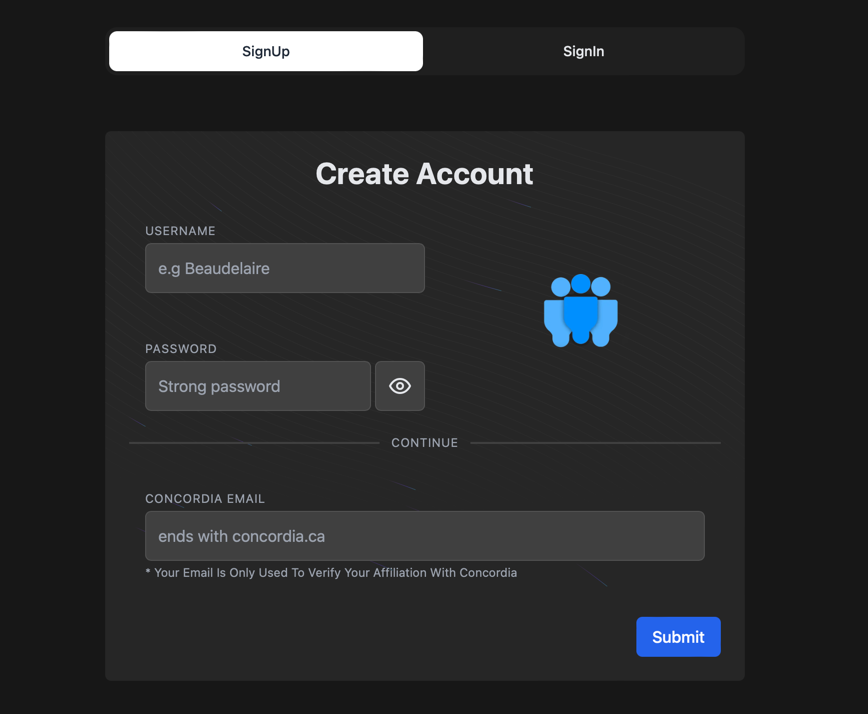 SignUp
SignIn
Create Account
USERNAME
e.g Beaudelaire
PASSWORD
Strong password
CONTINUE
CONCORDIA EMAIL
ends with concordia.ca
* Your Email Is Only Used To Verify Your Affiliation With Concordia
Submit